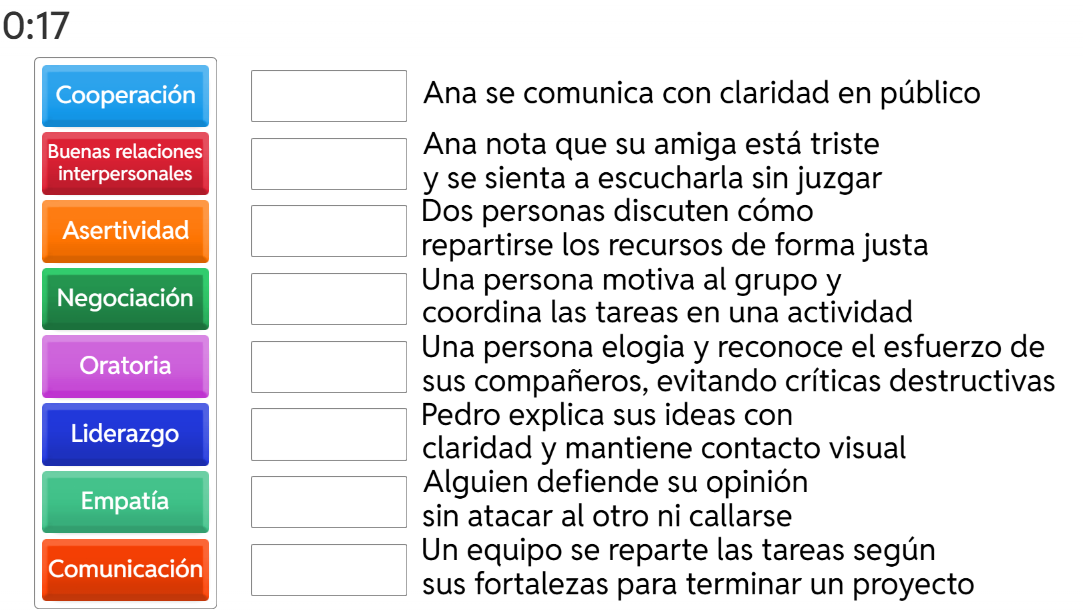 0:17
Cooperación
Buenas relaciones
interpersonales
Asertividad
Negociación
Oratoria
Liderazgo
Empatía
Comunicación
Ana se comunica con claridad en público
Ana nota que su amiga está triste
y se sienta a escucharla sin juzgar
Dos personas discuten cómo
repartirse los recursos de forma justa
Una persona motiva al grupo y
coordina las tareas en una actividad
Una persona elogia y reconoce el esfuerzo de
sus compañeros, evitando críticas destructivas
Pedro explica sus ideas con
claridad y mantiene contacto visual
Alguien defiende su opinión
sin atacar al otro ni callarse
Un equipo se reparte las tareas según
sus fortalezas para terminar un proyecto